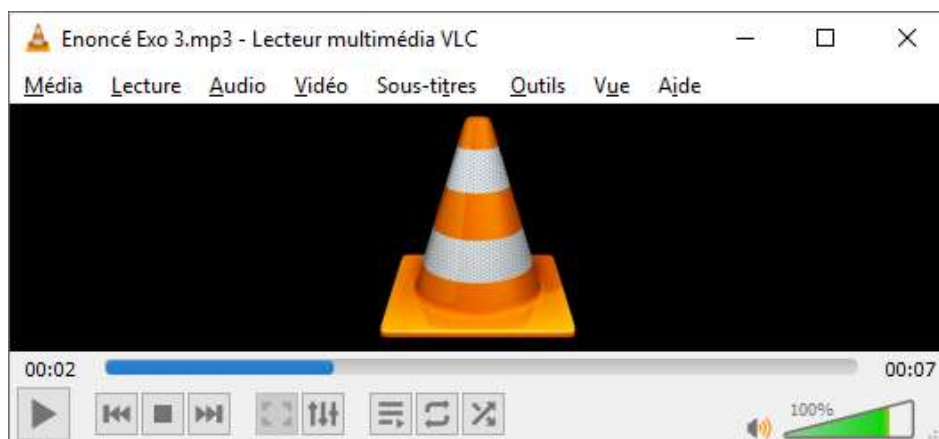 Enoncé Exo 3.mp3 - Lecteur multimédia VLC
Média Lecture Audio Vidéo Sous-titres Outils Vue Aide
00:02 00:07
100%